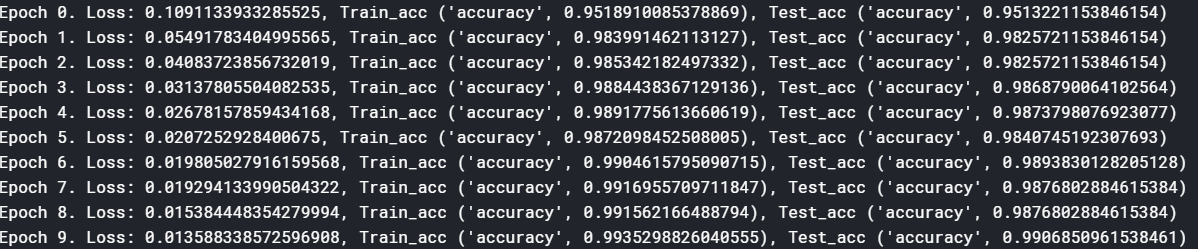 Epoch 0. Loss: 0.1091133933285525, Train_acc ('accuracy', 0.9518910085378869), Test_acc ('accuracy', 0.9513221153846154)
Epoch 1. Loss: 0.05491783404995565, Train_acc ('accuracy', 0.983991462113127), Test_acc ('accuracy', 0.9825721153846154)
Epoch 2. Loss: 0.04083723856732019, Train_acc ('accuracy', 0.985342182497332), Test_acc ('accuracy', 0.9825721153846154)
Epoch 3. Loss: 0.03137805504082535, Train_acc ('accuracy', 0.9884438367129136), Test_acc ('accuracy', 0.9868790064102564)
Epoch 4. Loss: 0.02678157859434168, Train_acc ('accuracy', 0.9891775613660619), Test_acc ('accuracy', 0.9873798076923077)
Epoch 5. Loss: 0.0207252928400675, Train_acc ('accuracy', 0.9872098452508005), Test_acc ('accuracy', 0.9840745192307693)
Epoch 6. Loss: 0.019805027916159568, Train_acc ('accuracy', 0.9904615795090715), Test_acc ('accuracy', 0.9893830128205128)
Epoch 7. Loss: 0.019294133990504322, Train_acc ('accuracy', 0.9916955709711847), Test_acc ('accuracy', 0.9876802884615384)
Epoch 8. Loss: 0.015384448354279994, Train_acc ('accuracy', 0.991562166488794), Test_acc ('accuracy', 0.9876802884615384)
Epoch 9. Loss: 0.013588338572596908, Train_acc ('accuracy', 0.9935298826040555), Test_acc ('accuracy', 0.9906850961538461)